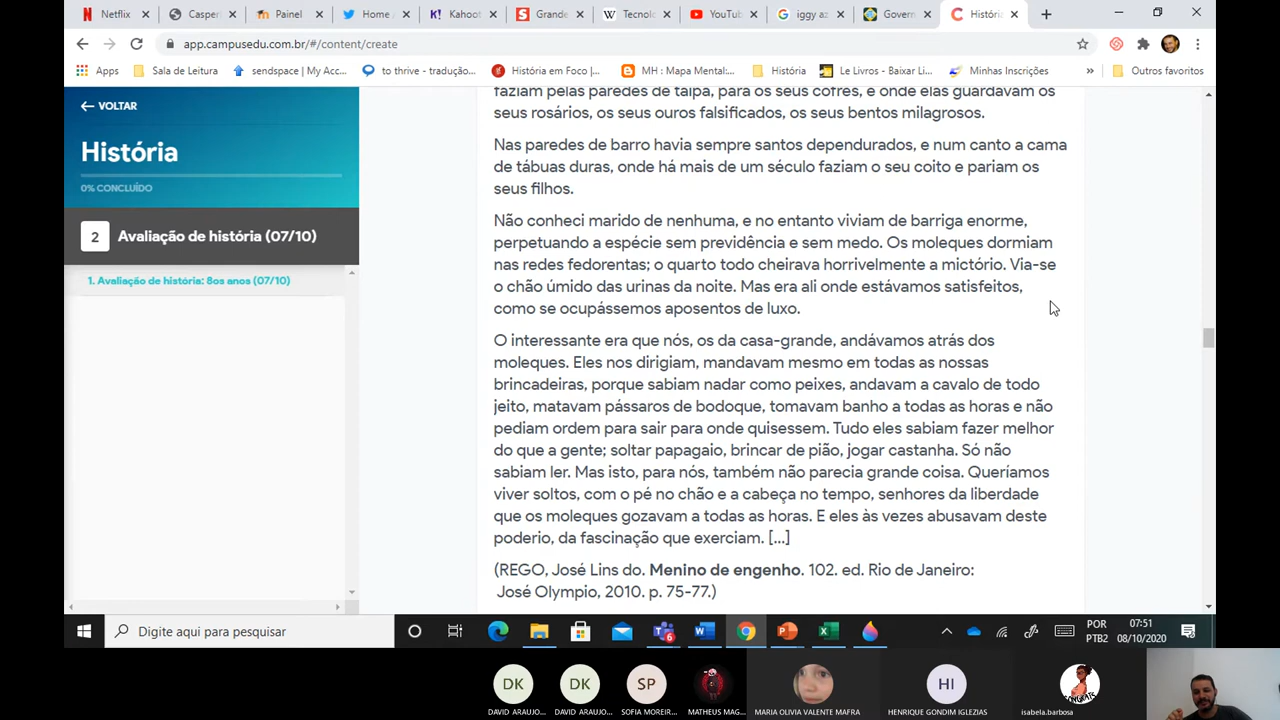 Netflix
Casper
Painel
Home /
Kahoot
Grande
Tecnolo
YouTub
iggy az
Govern
Históri
app.campusedu.com.br/#/content/create
Apps
Sala de Leitura
sendspace | My Acc...
to thrive - tradução...
História em Foco |...
MH : Mapa Mental:...
História
Le Livros - Baixar Li...
Minhas Inscrições
»
Outros favoritos
← VOLTAR
História
0% CONCLUÍDO
2 Avaliação de história (07/10)
1. Avaliação de história: 8os anos (07/10)
faziam pelas paredes de taipa, para os seus cofres, e onde elas guardavam os
seus rosários, os seus ouros falsificados, os seus bentos milagrosos.
Nas paredes de barro havia sempre santos dependurados, e num canto a cama
de tábuas duras, onde há mais de um século faziam o seu coito e pariam os
seus filhos.
Não conheci marido de nenhuma, e no entanto viviam de barriga enorme,
perpetuando a espécie sem previdência e sem medo. Os moleques dormiam
nas redes fedorentas; o quarto todo cheirava horrivelmente a mictório. Via-se
o chão úmido das urinas da noite. Mas era ali onde estávamos satisfeitos,
como se ocupássemos aposentos de luxo.
O interessante era que nós, os da casa-grande, andávamos atrás dos
moleques. Eles nos dirigiam, mandavam mesmo em todas as nossas
brincadeiras, porque sabiam nadar como peixes, andavam a cavalo de todo
jeito, matavam pássaros de bodoque, tomavam banho a todas as horas e não
pediam ordem para sair para onde quisessem. Tudo eles sabiam fazer melhor
do que a gente; soltar papagaio, brincar de pião, jogar castanha. Só não
sabiam ler. Mas isto, para nós, também não parecia grande coisa. Queríamos
viver soltos, com o pé no chão e a cabeça no tempo, senhores da liberdade
que os moleques gozavam a todas as horas. E eles às vezes abusavam deste
poderio, da fascinação que exerciam. [...]
(REGO, José Lins do. Menino de engenho. 102. ed. Rio de Janeiro:
José Olympio, 2010. p. 75-77.)
Digite aqui para pesquisar
POR
PTB2
07:51
08/10/2020
DK
DK
SP
HI
DAVID ARAUJO...
DAVID ARAUJO...
SOFIA MOREIR...
MATHEUS MAG...
MARIA OLIVIA VALENTE MAFRA
HENRIQUE GONDIM IGLEZIAS
isabela.barbosa